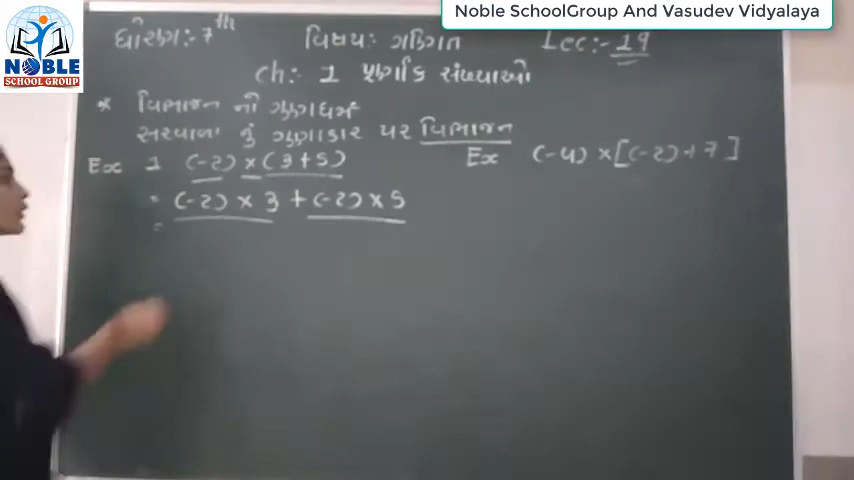 Noble SchoolGroup And Vasudev Vidyalaya
NOBLE
SCHOOL GROUP
ધોરણ:- 7th વિષય: ગણિત Lec:- 19
ch: 1 પૂર્ણાંક સંખ્યાઓ
* વિભાજન નો ગુણધર્મ
સરવાળા નું ગુણાકાર પર વિભાજન
Ex 1 (-2) × (3+5) Ex (-4) × [(-2)+7]
= (-2) × 3 + (-2) × 5
=